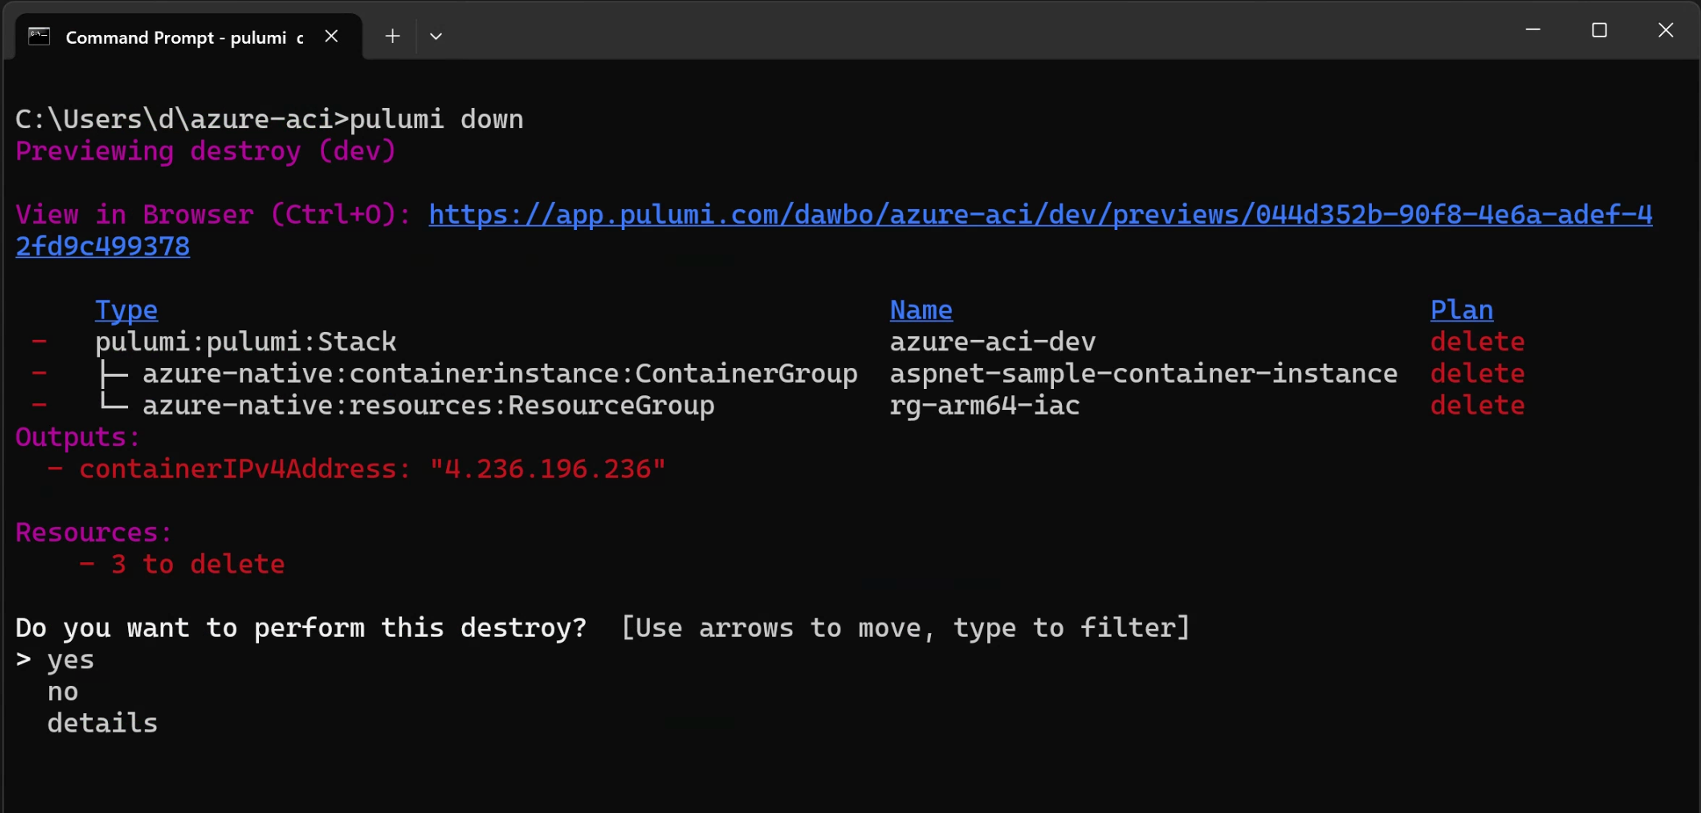 Command Prompt - pulumi c
C:\Users\d\azure-aci>pulumi down
Previewing destroy (dev)
View in Browser (Ctrl+O): https://app.pulumi.com/dawbo/azure-aci/dev/previews/044d352b-90f8-4e6a-adef-4
2fd9c499378
Type Name Plan
- pulumi:pulumi:Stack azure-aci-dev delete
- ├─ azure-native:containerinstance:ContainerGroup aspnet-sample-container-instance delete
- └─ azure-native:resources:ResourceGroup rg-arm64-iac delete
Outputs:
- containerIPv4Address: "4.236.196.236"
Resources:
- 3 to delete
Do you want to perform this destroy? [Use arrows to move, type to filter]
> yes
no
details